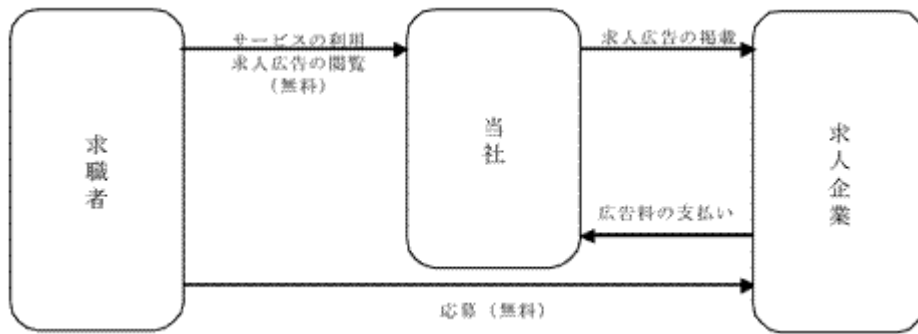 サービスの利用
求人広告の閲覧
（無料）
求人広告の掲載
求職者
当社
求人企業
広告料の支払い
応募（無料）